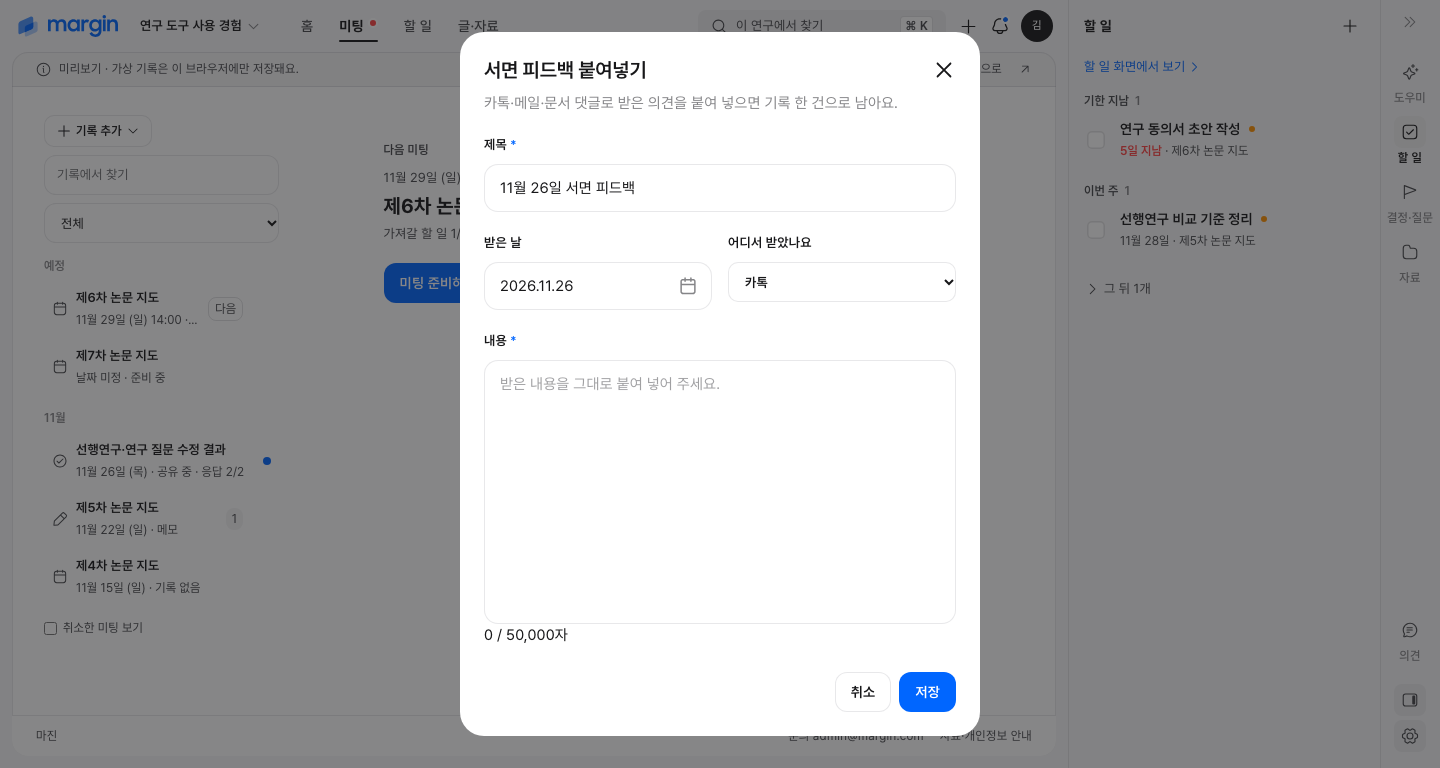 margin
연구 도구 사용 경험
홈
미팅
할 일
글·자료
이 연구에서 찾기
⌘ K
김
할 일
미리보기 · 가상 기록은 이 브라우저에만 저장돼요.
으로
기록 추가
기록에서 찾기
전체
예정
제6차 논문 지도
11월 29일 (일) 14:00 ·...
다음
제7차 논문 지도
날짜 미정 · 준비 중
11월
선행연구·연구 질문 수정 결과
11월 26일 (목) · 공유 중 · 응답 2/2
제5차 논문 지도
11월 22일 (일) · 메모
1
제4차 논문 지도
11월 15일 (일) · 기록 없음
취소한 미팅 보기
다음 미팅
11월 29일 (일)
제6차 논문
가져갈 할 일 1/
미팅 준비하
서면 피드백 붙여넣기
카톡·메일·문서 댓글로 받은 의견을 붙여 넣으면 기록 한 건으로 남아요.
제목 *
11월 26일 서면 피드백
받은 날
어디서 받았나요
2026.11.26
카톡
내용 *
받은 내용을 그대로 붙여 넣어 주세요.
0 / 50,000자
취소
저장
할 일 화면에서 보기
기한 지남 1
연구 동의서 초안 작성
5일 지남 · 제6차 논문 지도
이번 주 1
선행연구 비교 기준 정리
11월 28일 · 제5차 논문 지도
그 뒤 1개
도우미
할 일
결정·질문
자료
의견
마진
문의 admin@margin.com
자료·개인정보 안내